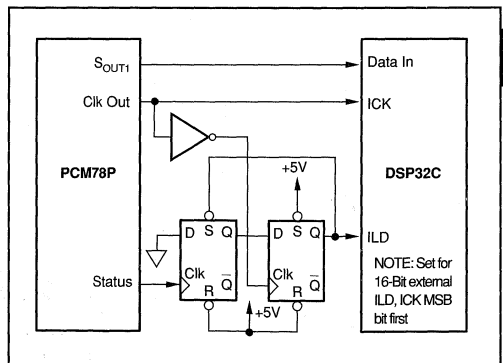 S_OUT1
Data In
Clk Out
ICK
PCM78P
DSP32C
+5V
D S Q
D S Q
ILD
Clk Q̅
Clk Q̅
Status
R
R
+5V
NOTE: Set for
16-Bit external
ILD, ICK MSB
bit first